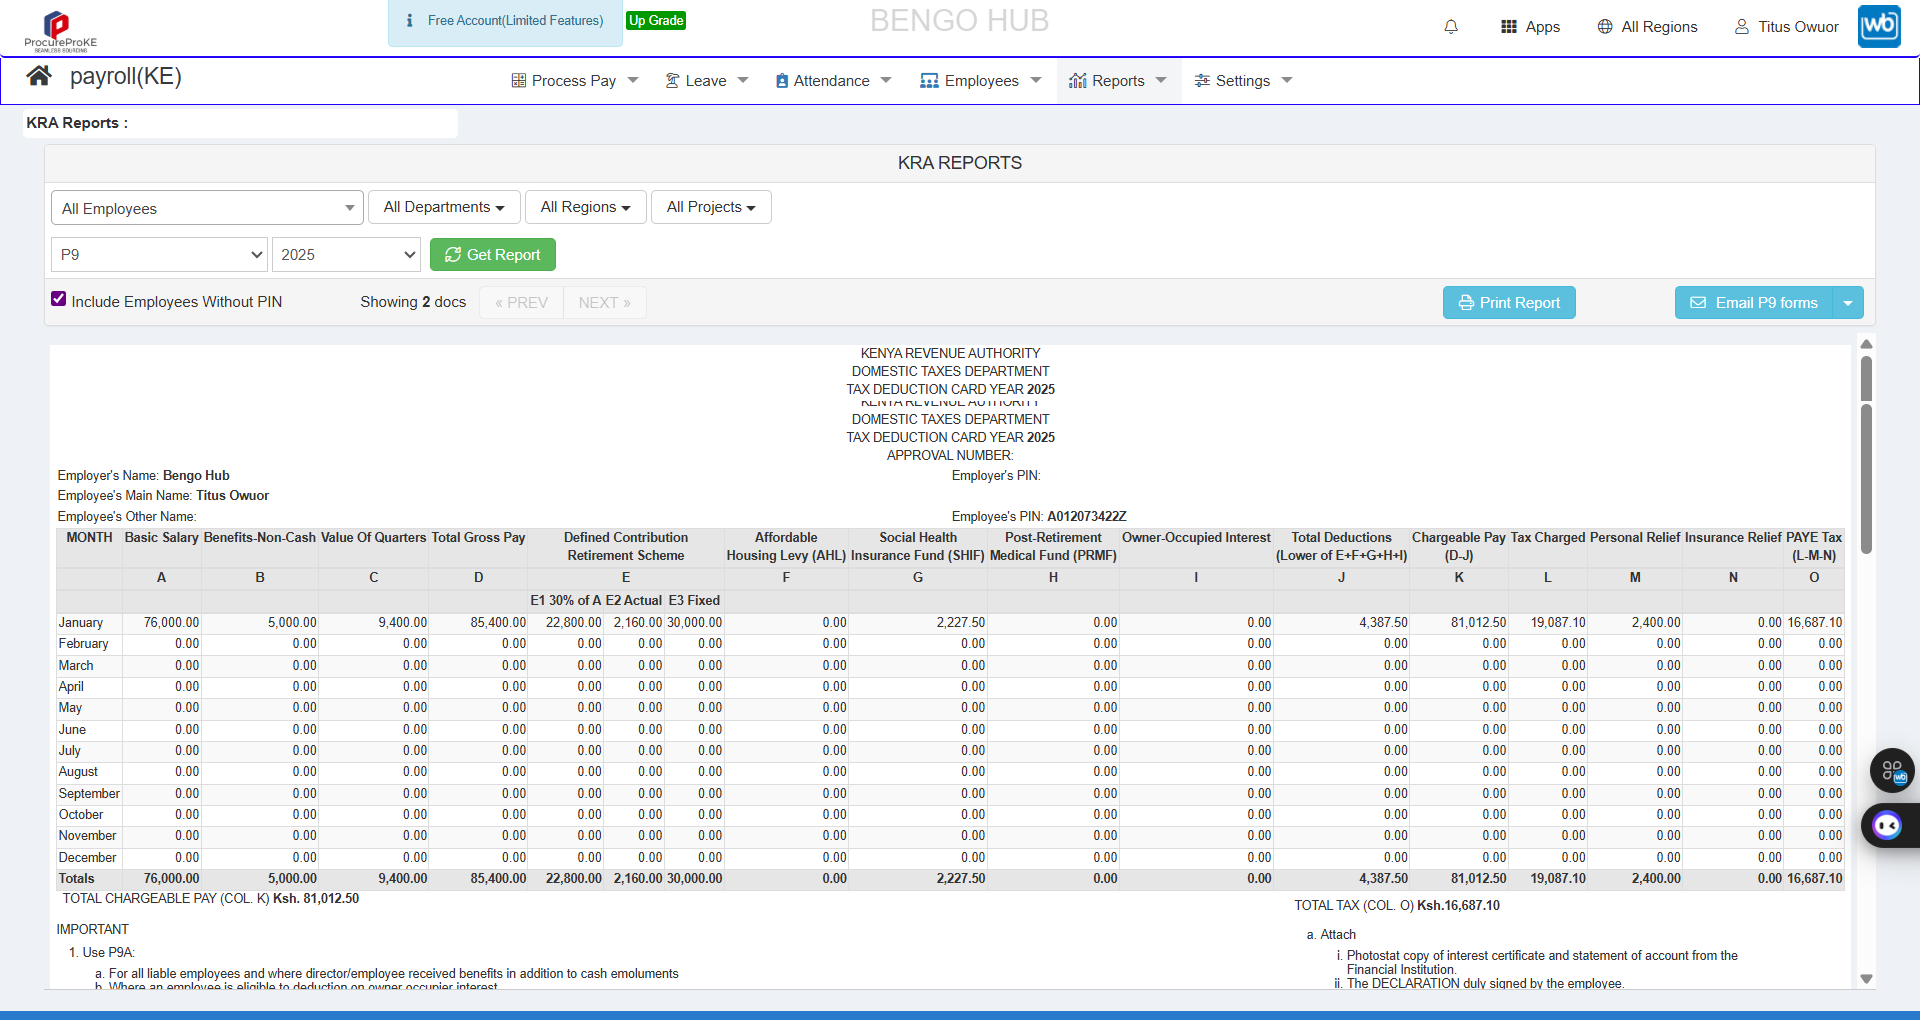 ProcureProKE
SEAMLESS SOURCING
Free Account(Limited Features)
Up Grade
BENGO HUB
Apps
All Regions
Titus Owuor
wb
payroll(KE)
Process Pay
Leave
Attendance
Employees
Reports
Settings
KRA Reports :
KRA REPORTS
All Employees
All Departments
All Regions
All Projects
P9
2025
Get Report
Include Employees Without PIN
Showing 2 docs
« PREV
NEXT »
Print Report
Email P9 forms
KENYA REVENUE AUTHORITY
DOMESTIC TAXES DEPARTMENT
TAX DEDUCTION CARD YEAR 2025
KENYA REVENUE AUTHORITY
DOMESTIC TAXES DEPARTMENT
TAX DEDUCTION CARD YEAR 2025
APPROVAL NUMBER:
Employer's Name: Bengo Hub
Employer's PIN:
Employee's Main Name: Titus Owuor
Employee's Other Name:
Employee's PIN: A012073422Z
MONTH Basic Salary Benefits-Non-Cash Value Of Quarters Total Gross Pay Defined Contribution Retirement Scheme Affordable Housing Levy (AHL) Social Health Insurance Fund (SHIF) Post-Retirement Medical Fund (PRMF) Owner-Occupied Interest Total Deductions (Lower of E+F+G+H+I) Chargeable Pay (D-J) Tax Charged Personal Relief Insurance Relief PAYE Tax (L-M-N)
A B C D E F G H I J K L M N O
E1 30% of A E2 Actual E3 Fixed
January 76,000.00 5,000.00 9,400.00 85,400.00 22,800.00 2,160.00 30,000.00 0.00 2,227.50 0.00 0.00 4,387.50 81,012.50 19,087.10 2,400.00 0.00 16,687.10
February 0.00 0.00 0.00 0.00 0.00 0.00 0.00 0.00 0.00 0.00 0.00 0.00 0.00 0.00 0.00 0.00 0.00
March 0.00 0.00 0.00 0.00 0.00 0.00 0.00 0.00 0.00 0.00 0.00 0.00 0.00 0.00 0.00 0.00 0.00
April 0.00 0.00 0.00 0.00 0.00 0.00 0.00 0.00 0.00 0.00 0.00 0.00 0.00 0.00 0.00 0.00 0.00
May 0.00 0.00 0.00 0.00 0.00 0.00 0.00 0.00 0.00 0.00 0.00 0.00 0.00 0.00 0.00 0.00 0.00
June 0.00 0.00 0.00 0.00 0.00 0.00 0.00 0.00 0.00 0.00 0.00 0.00 0.00 0.00 0.00 0.00 0.00
July 0.00 0.00 0.00 0.00 0.00 0.00 0.00 0.00 0.00 0.00 0.00 0.00 0.00 0.00 0.00 0.00 0.00
August 0.00 0.00 0.00 0.00 0.00 0.00 0.00 0.00 0.00 0.00 0.00 0.00 0.00 0.00 0.00 0.00 0.00
September 0.00 0.00 0.00 0.00 0.00 0.00 0.00 0.00 0.00 0.00 0.00 0.00 0.00 0.00 0.00 0.00 0.00
October 0.00 0.00 0.00 0.00 0.00 0.00 0.00 0.00 0.00 0.00 0.00 0.00 0.00 0.00 0.00 0.00 0.00
November 0.00 0.00 0.00 0.00 0.00 0.00 0.00 0.00 0.00 0.00 0.00 0.00 0.00 0.00 0.00 0.00 0.00
December 0.00 0.00 0.00 0.00 0.00 0.00 0.00 0.00 0.00 0.00 0.00 0.00 0.00 0.00 0.00 0.00 0.00
Totals 76,000.00 5,000.00 9,400.00 85,400.00 22,800.00 2,160.00 30,000.00 0.00 2,227.50 0.00 0.00 4,387.50 81,012.50 19,087.10 2,400.00 0.00 16,687.10
TOTAL CHARGEABLE PAY (COL. K) Ksh. 81,012.50
TOTAL TAX (COL. O) Ksh.16,687.10
IMPORTANT
1. Use P9A:
a. For all liable employees and where director/employee received benefits in addition to cash emoluments
b. Where an employee is eligible to deduction on owner occupier interest
a. Attach
i. Photostat copy of interest certificate and statement of account from the
Financial Institution.
ii. The DECLARATION duly signed by the employee.